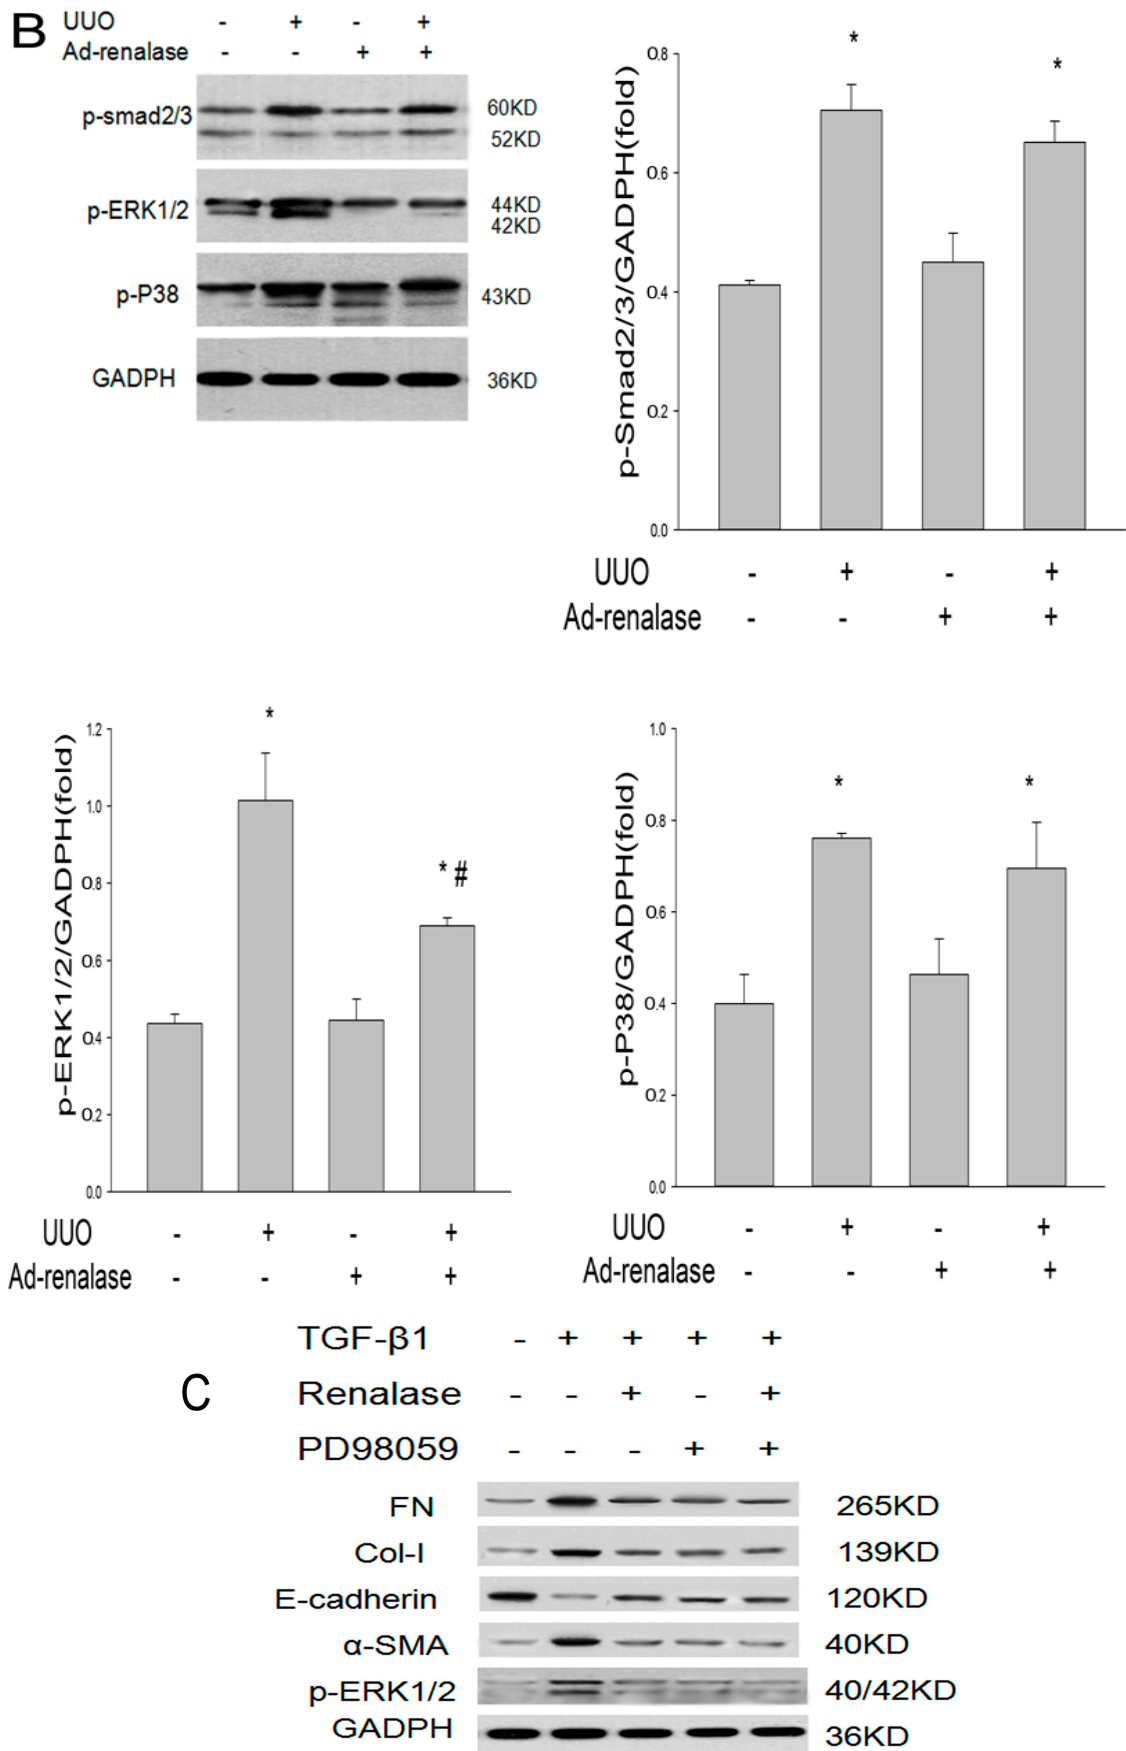 B
UUO - + - +
Ad-renalase - - + +
p-smad2/3 60KD
52KD
p-ERK1/2 44KD
42KD
p-P38 43KD
GADPH 36KD
p-Smad2/3/GADPH(fold)
0.8
0.6
0.4
0.2
0.0
* *
UUO - + - +
Ad-renalase - - + +
p-ERK1/2/GADPH(fold)
1.2
1.0
0.8
0.6
0.4
0.2
0.0
* * #
UUO - + - +
Ad-renalase - - + +
p-P38/GADPH(fold)
1.0
0.8
0.6
0.4
0.2
0.0
* *
UUO - + - +
Ad-renalase - - + +
C
TGF-β1 - + + + +
Renalase - - + - +
PD98059 - - - + +
FN 265KD
Col-I 139KD
E-cadherin 120KD
α-SMA 40KD
p-ERK1/2 40/42KD
GADPH 36KD